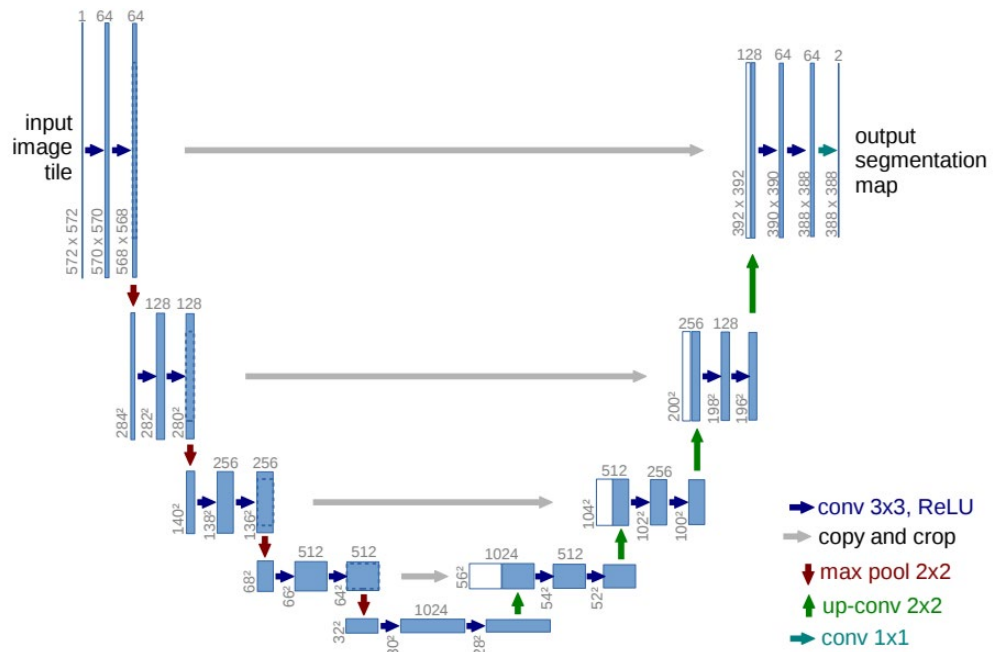 1 64 64
input
image
tile
572 x 572
570 x 570
568 x 568
128 64 64 2
output
segmentation
map
392 x 392
390 x 390
388 x 388
388 x 388
128 128
284²
282²
280²
256 128
200²
198²
196²
256 256
140²
138²
136²
512 256
104²
102²
100²
512 512
68²
66²
64²
1024 512
56²
54²
52²
1024
32²
conv 3x3, ReLU
copy and crop
max pool 2x2
up-conv 2x2
conv 1x1